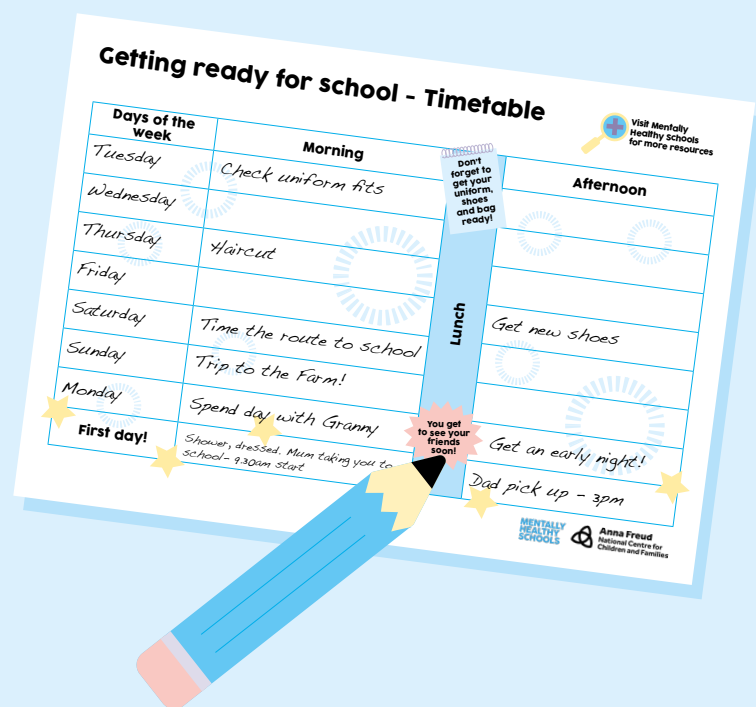 Getting ready for school - Timetable
Visit Mentally
Healthy Schools
for more resources
Days of the
week
Morning
Don't
forget to
get your
uniform,
shoes
and bag
ready!
Afternoon
Tuesday
Check uniform fits
Wednesday
Thursday
Haircut
Friday
Lunch
Get new shoes
Saturday
Time the route to school
Sunday
Trip to the Farm!
Monday
Spend day with Granny
You get
to see your
friends
soon!
Get an early night!
First day!
Shower, dressed. Mum taking you to
school- 9.30am start
Dad pick up - 3pm
MENTALLY
HEALTHY
SCHOOLS
Anna Freud
National Centre for
Children and Families